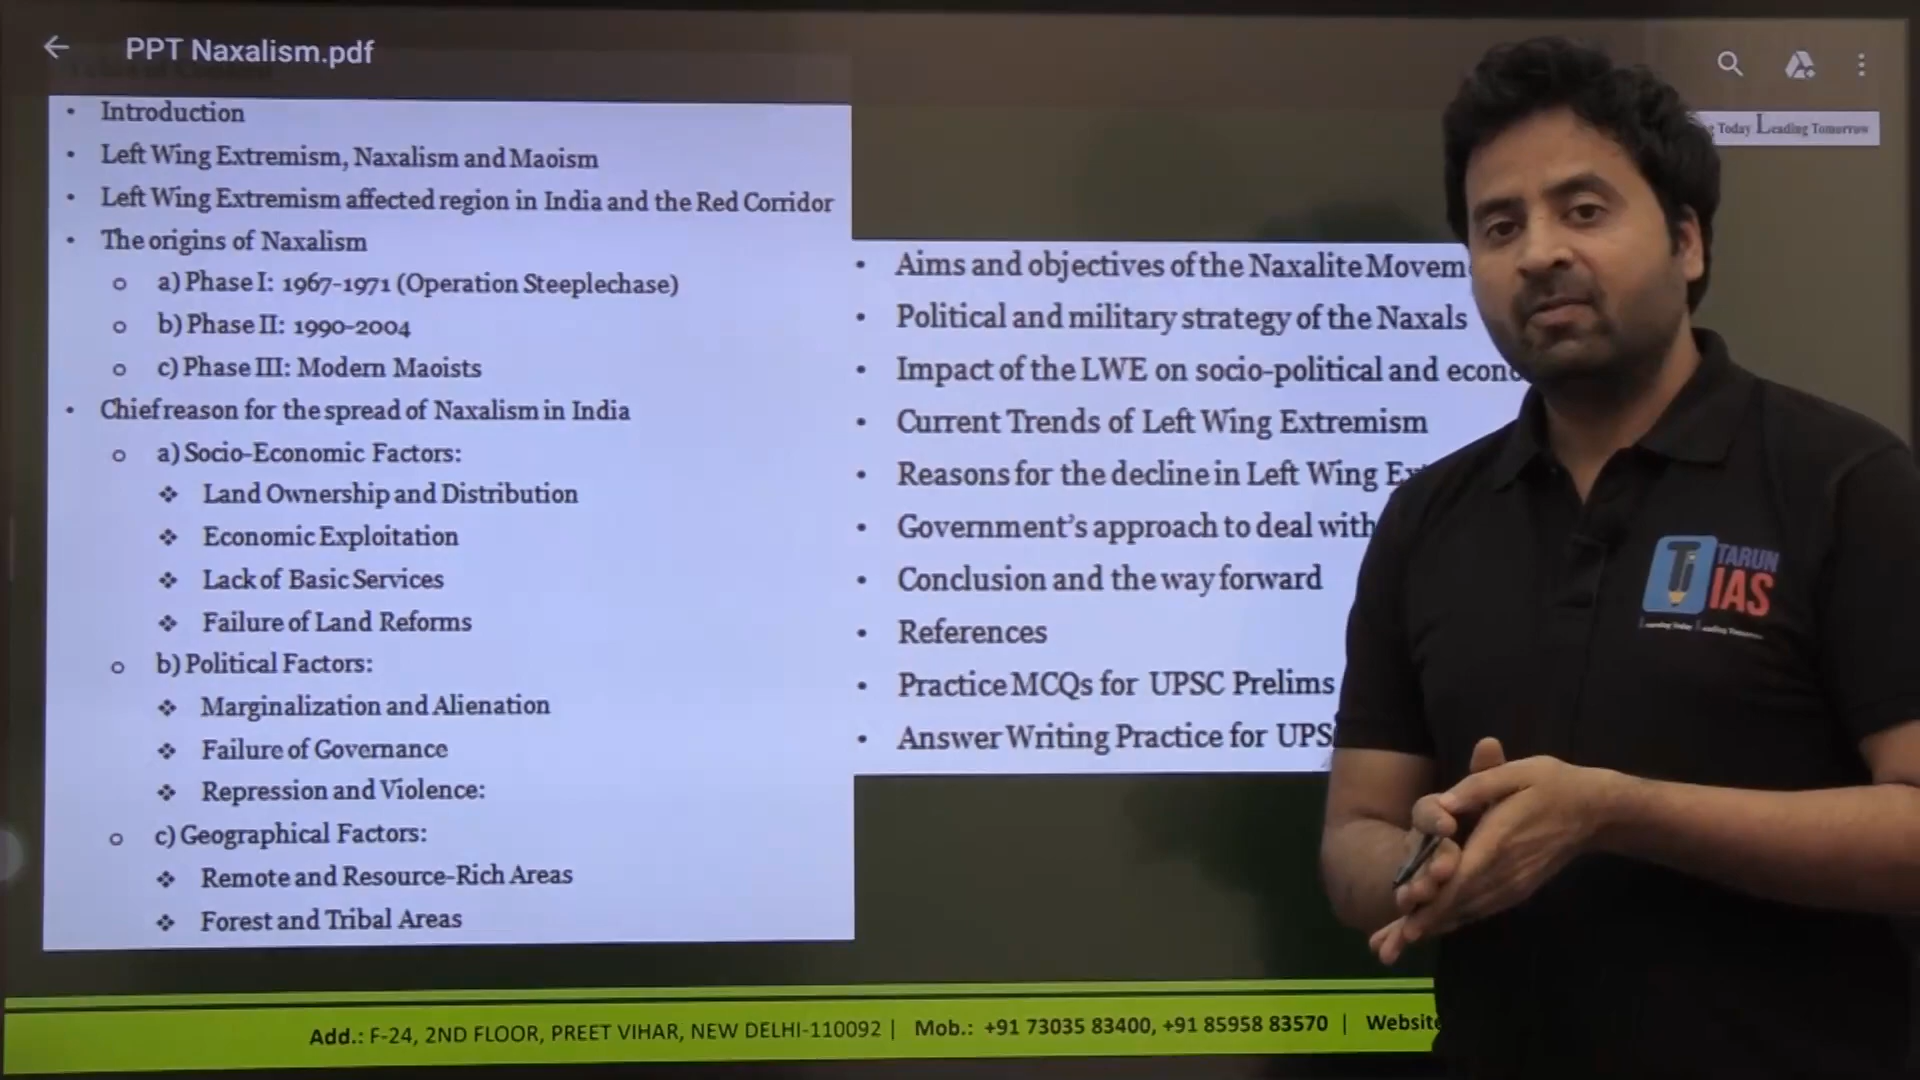 PPT Naxalism.pdf
Today Leading Tomorrow
• Introduction
• Left Wing Extremism, Naxalism and Maoism
• Left Wing Extremism affected region in India and the Red Corridor
• The origins of Naxalism
o a) Phase I: 1967-1971 (Operation Steeplechase)
o b) Phase II: 1990-2004
o c) Phase III: Modern Maoists
• Chief reason for the spread of Naxalism in India
o a) Socio-Economic Factors:
❖ Land Ownership and Distribution
❖ Economic Exploitation
❖ Lack of Basic Services
❖ Failure of Land Reforms
o b) Political Factors:
❖ Marginalization and Alienation
❖ Failure of Governance
❖ Repression and Violence:
o c) Geographical Factors:
❖ Remote and Resource-Rich Areas
❖ Forest and Tribal Areas
• Aims and objectives of the Naxalite Movem
• Political and military strategy of the Naxals
• Impact of the LWE on socio-political and econo
• Current Trends of Left Wing Extremism
• Reasons for the decline in Left Wing Ex
• Government's approach to deal with
• Conclusion and the way forward
• References
• Practice MCQs for UPSC Prelims
• Answer Writing Practice for UPS
TARUN
IAS
Learning Today Leading Tomorrow
Add.: F-24, 2ND FLOOR, PREET VIHAR, NEW DELHI-110092 | Mob.: +91 73035 83400, +91 85958 83570 | Website